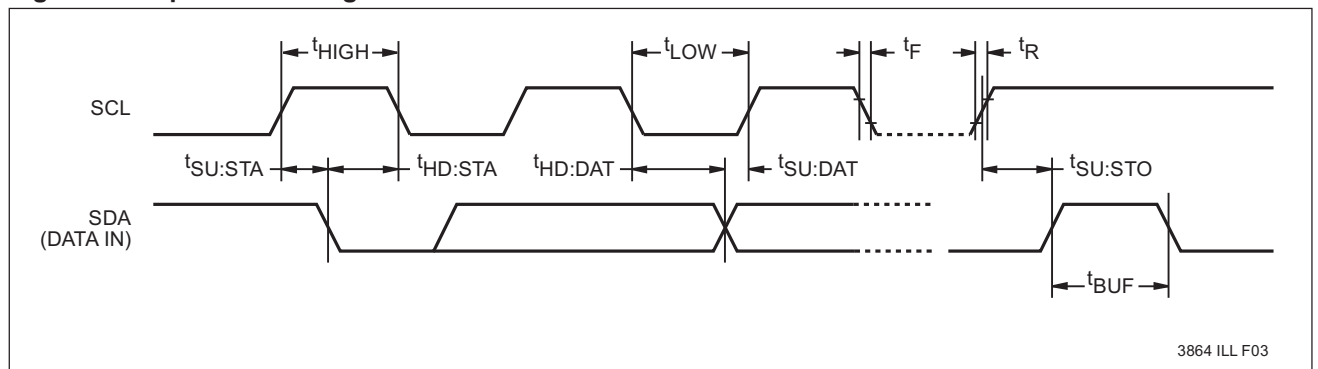 tHIGH
tLOW
tF
tR
SCL
tSU:STA
tHD:STA
tHD:DAT
tSU:DAT
tSU:STO
SDA
(DATA IN)
tBUF
3864 ILL F03